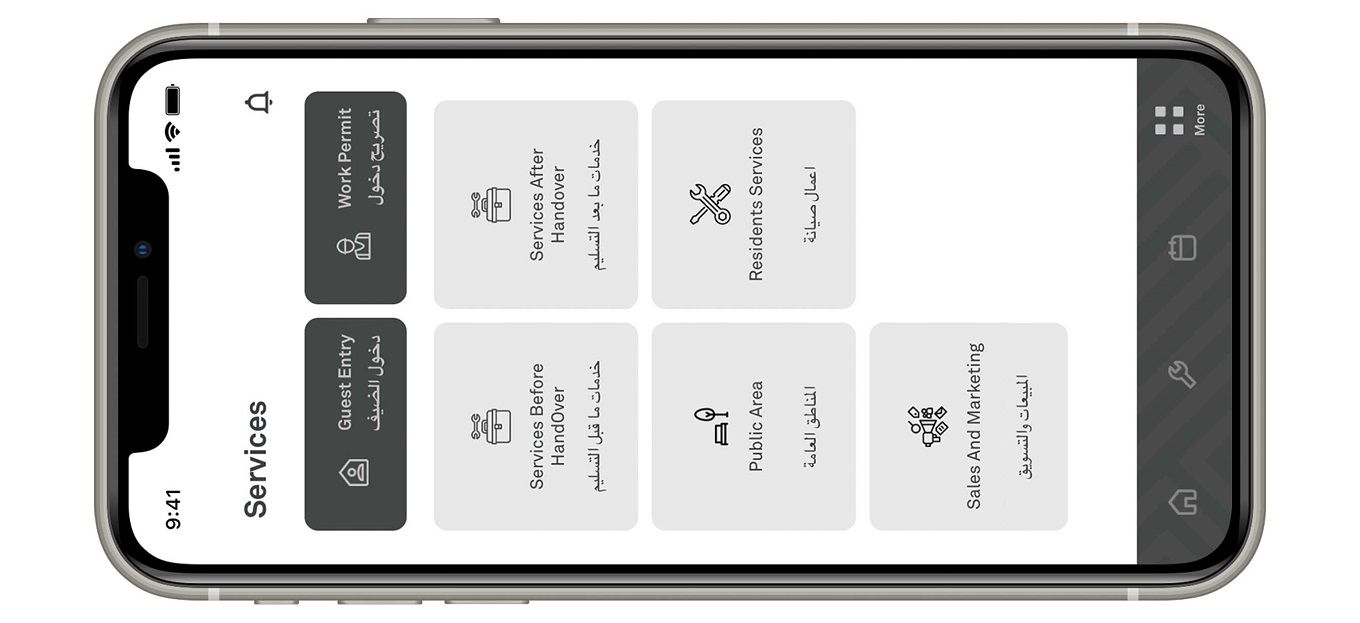 9:41
Services
Guest Entry
دخول الضيف
Work Permit
تصريح دخول
Services Before
HandOver
خدمات ما قبل التسليم
Services After
Handover
خدمات ما بعد التسليم
Public Area
المناطق العامة
Residents Services
اعمال صيانة
Sales And Marketing
المبيعات والتسويق
More